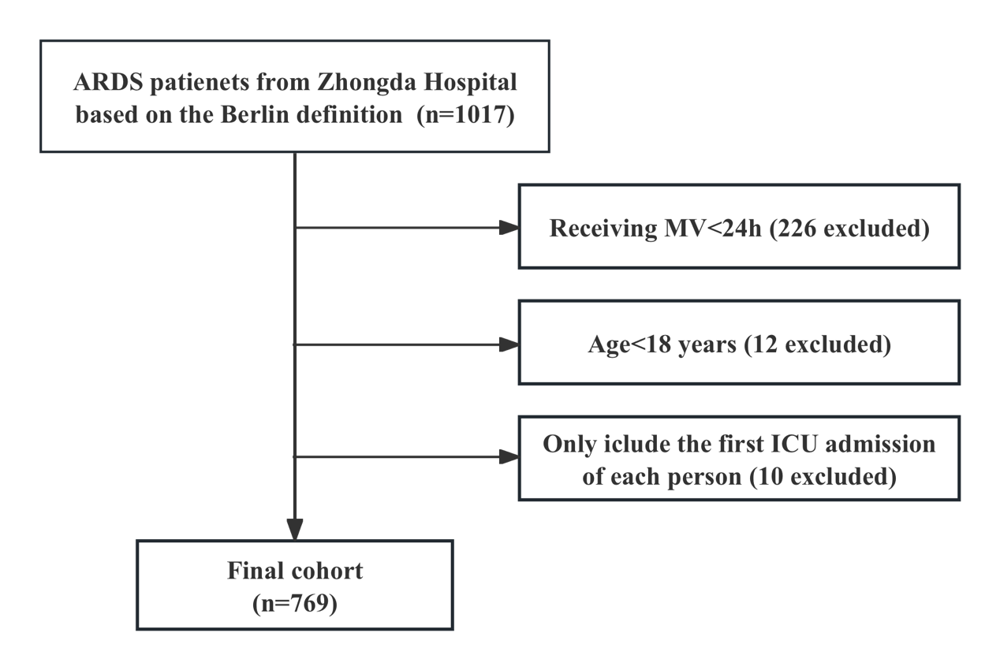 ARDS patienets from Zhongda Hospital
based on the Berlin definition (n=1017)
Receiving MV<24h (226 excluded)
Age<18 years (12 excluded)
Only iclude the first ICU admission
of each person (10 excluded)
Final cohort
(n=769)